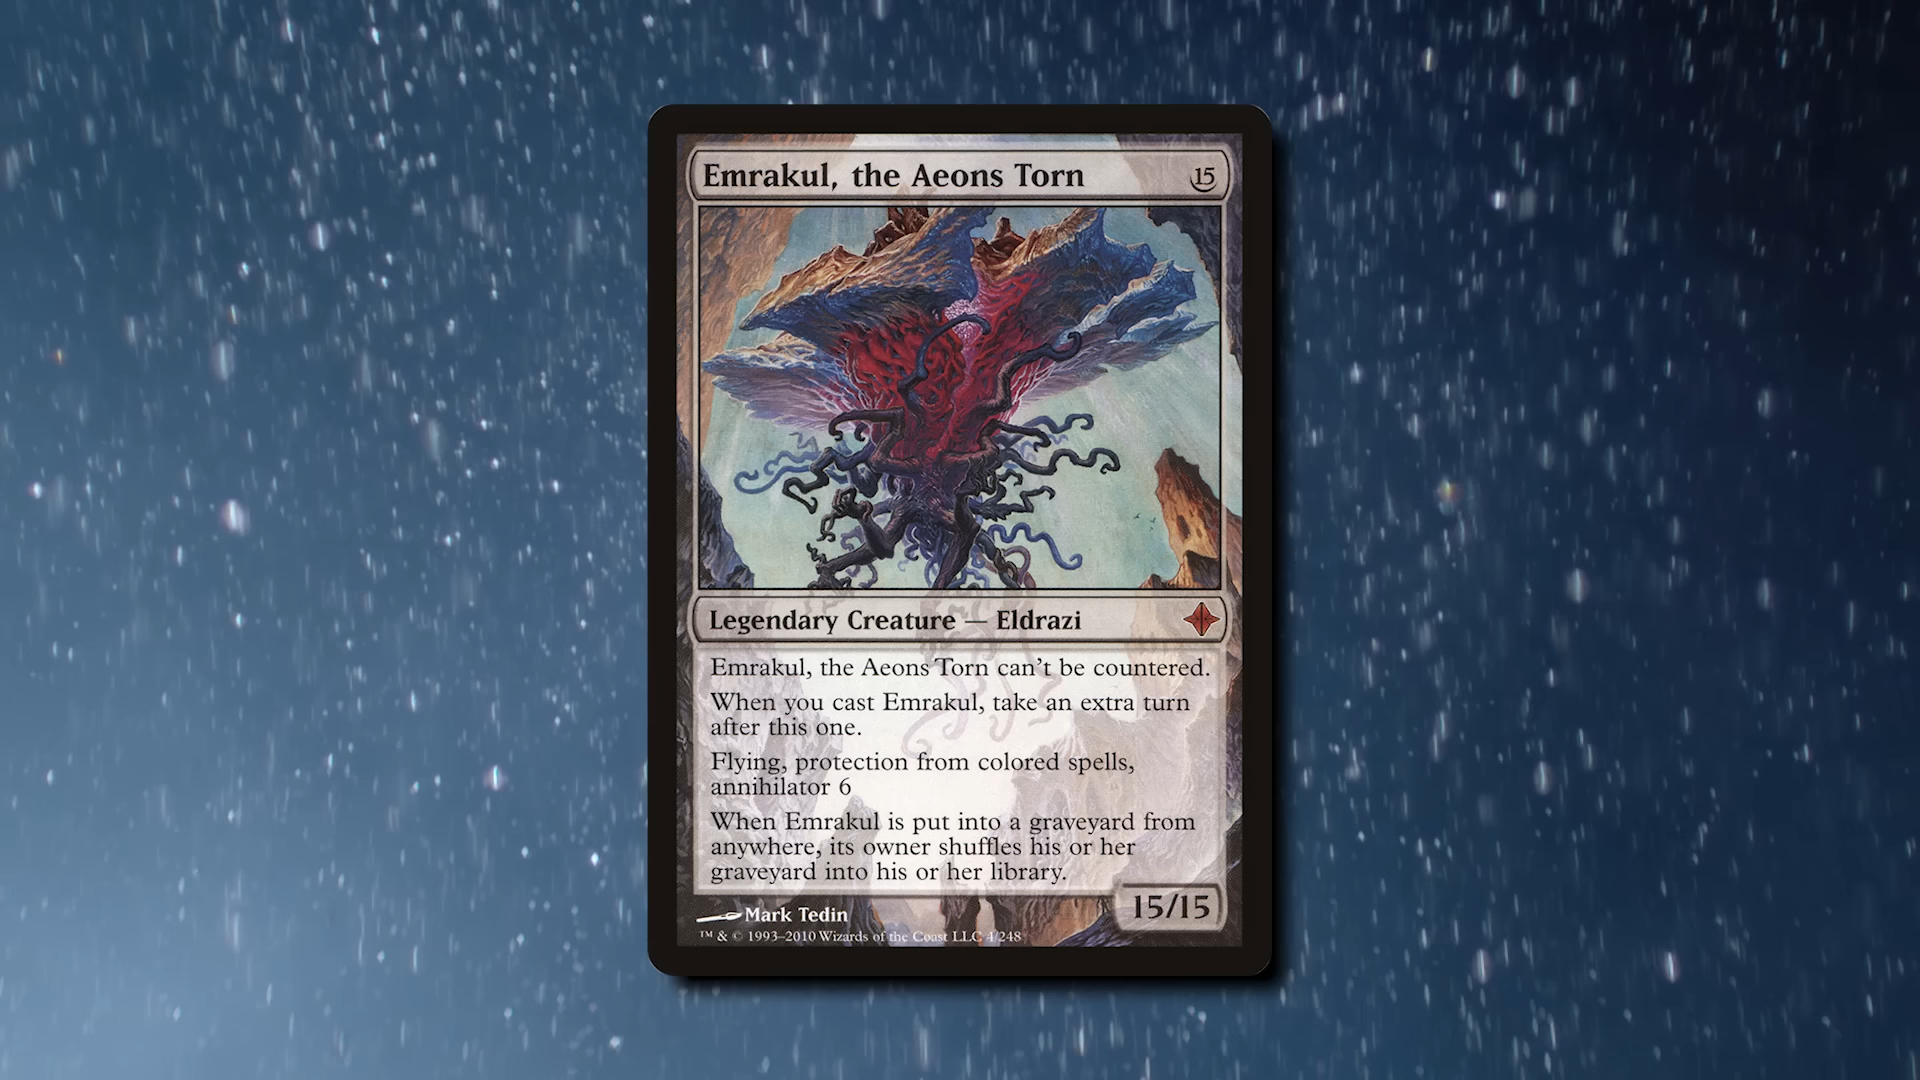 Emrakul, the Aeons Torn
15
Legendary Creature — Eldrazi
Emrakul, the Aeons Torn can't be countered.
When you cast Emrakul, take an extra turn
after this one.
Flying, protection from colored spells,
annihilator 6
When Emrakul is put into a graveyard from
anywhere, its owner shuffles his or her
graveyard into his or her library.
15/15
Mark Tedin
™ & © 1993–2010 Wizards of the Coast LLC 4/248